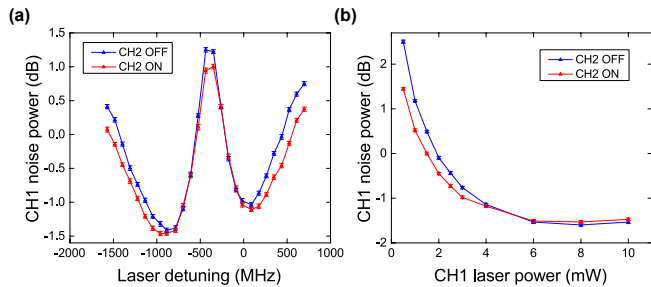 (a)
CH1 noise power (dB)
1.5
1.0
0.5
0.0
-0.5
-1.0
-1.5
CH2 OFF
CH2 ON
-2000 -1500 -1000 -500 0 500 1000
Laser detuning (MHz)
(b)
CH1 noise power (dB)
2
1
0
-1
-2
CH2 OFF
CH2 ON
0 2 4 6 8 10
CH1 laser power (mW)